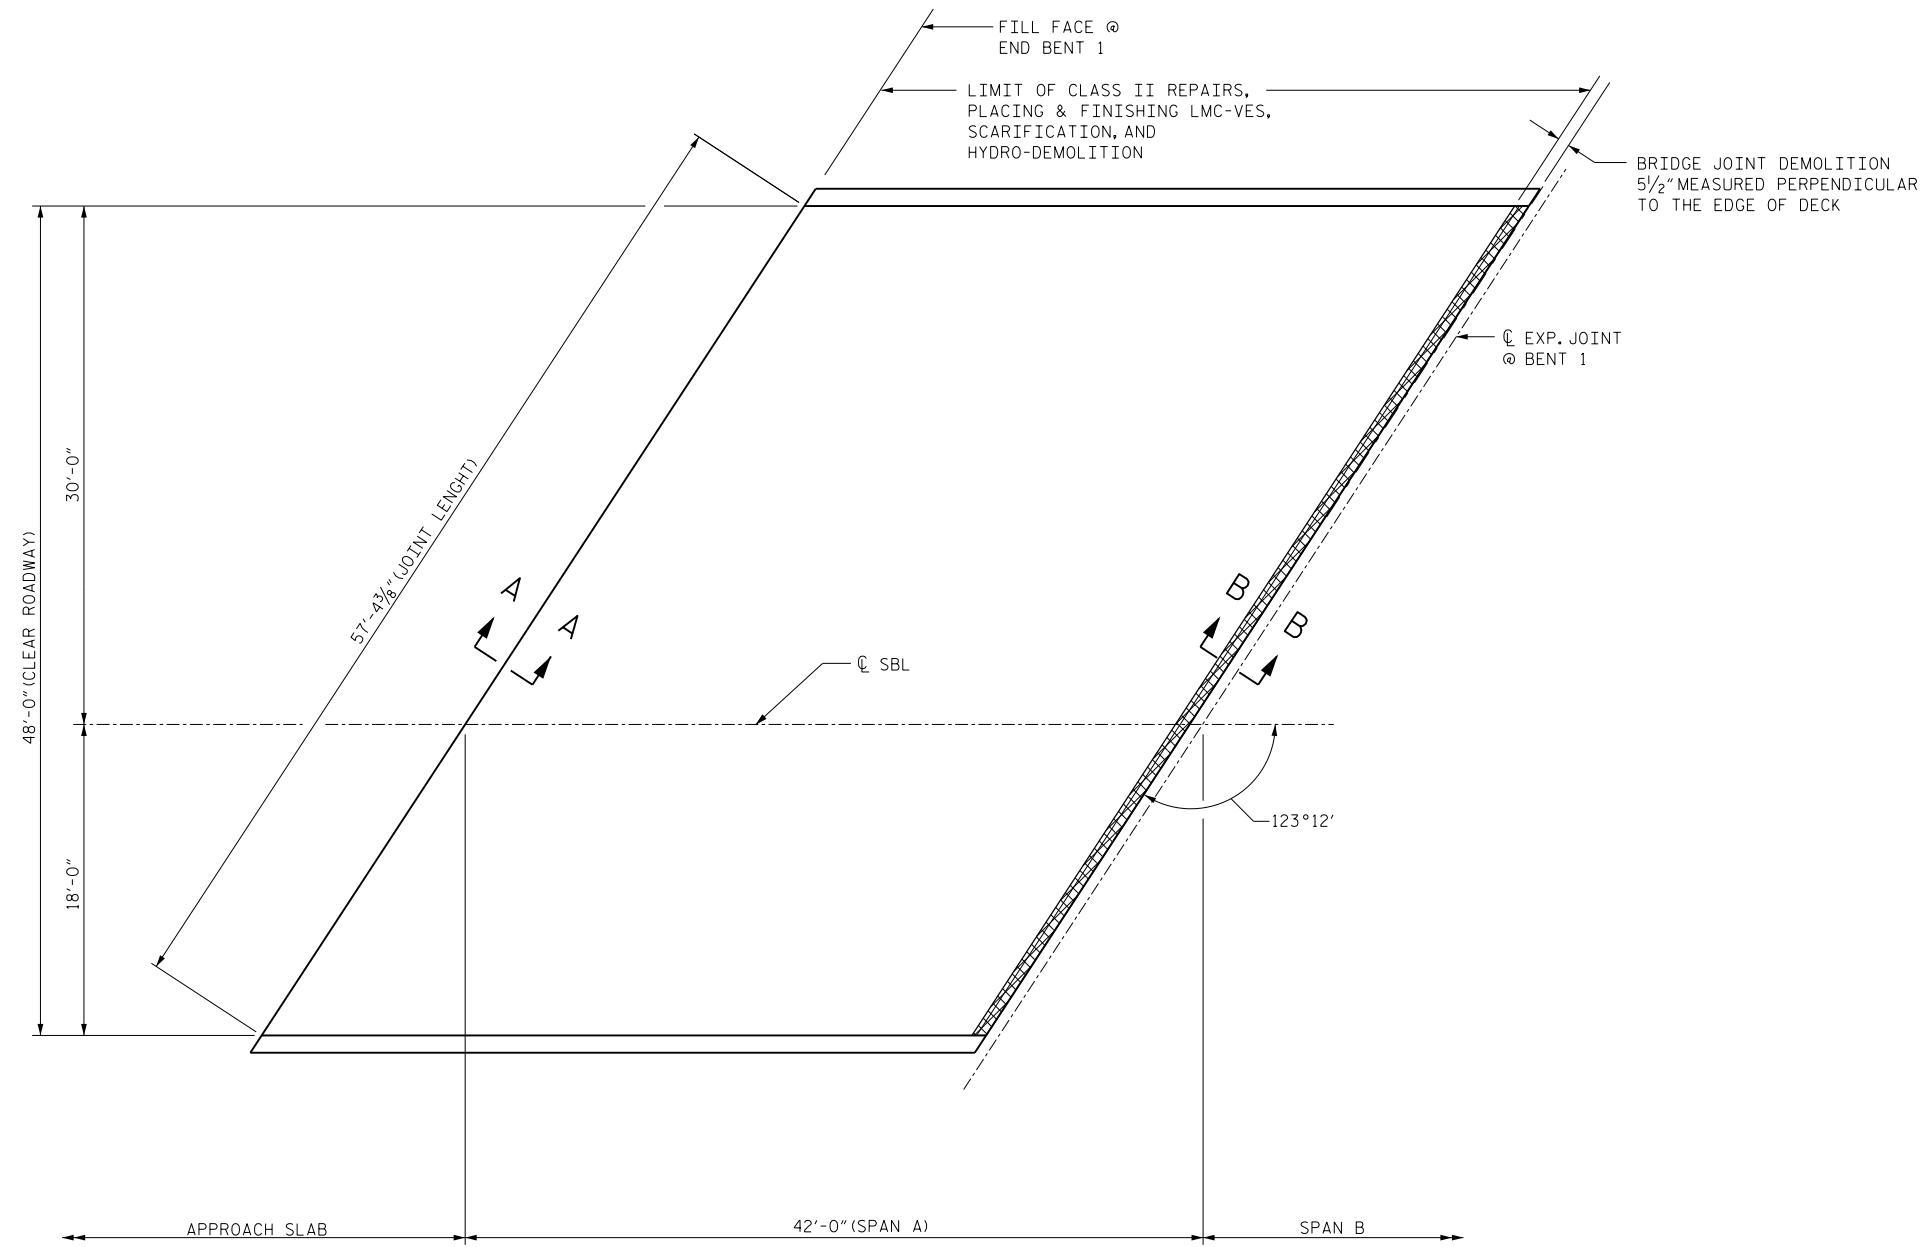 FILL FACE @
END BENT 1
LIMIT OF CLASS II REPAIRS,
PLACING & FINISHING LMC-VES,
SCARIFICATION, AND
HYDRO-DEMOLITION
BRIDGE JOINT DEMOLITION
5½" MEASURED PERPENDICULAR
TO THE EDGE OF DECK
℄ EXP. JOINT
@ BENT 1
30'-0"
57'-4⅜" (JOINT LENGHT)
48'-0" (CLEAR ROADWAY)
A
A
B
B
℄ SBL
123°12'
18'-0"
APPROACH SLAB
42'-0" (SPAN A)
SPAN B